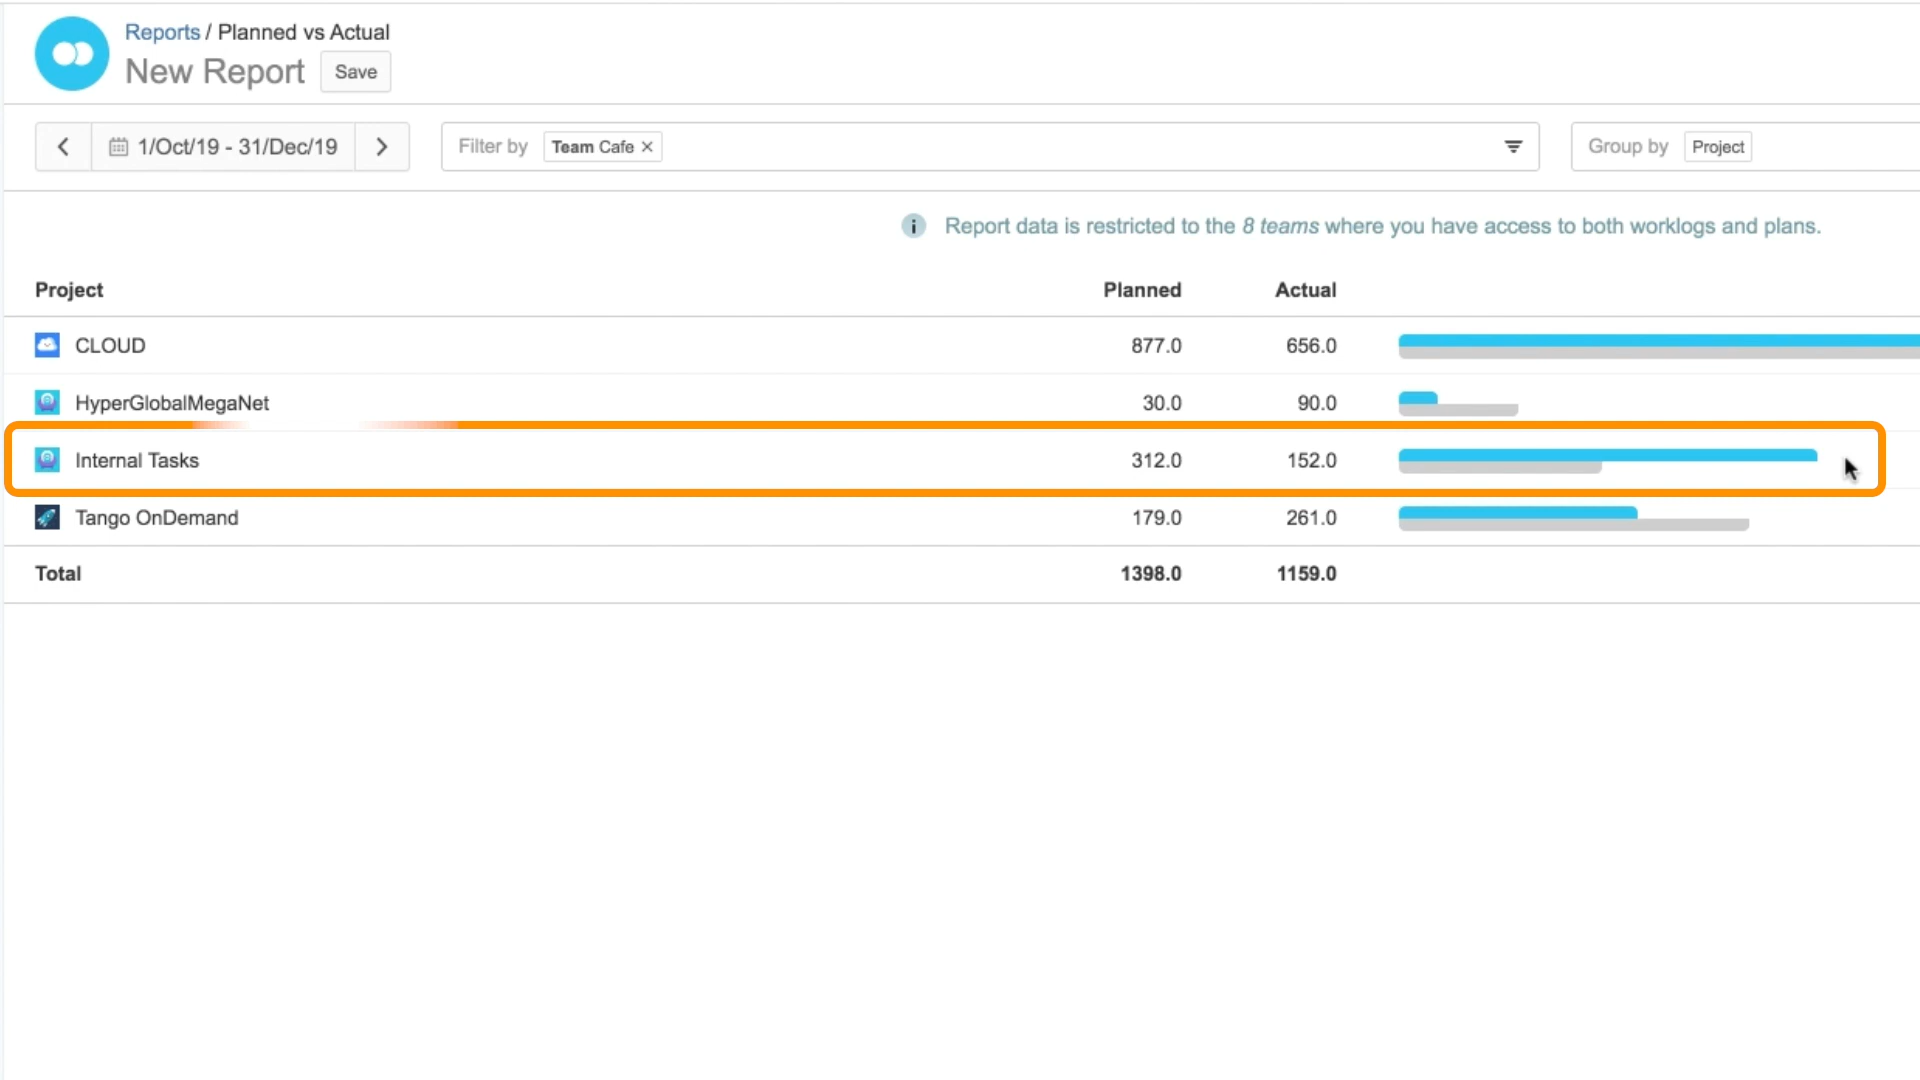 Reports / Planned vs Actual
New Report Save
1/Oct/19 - 31/Dec/19 Filter by Team Cafe × Group by Project
i Report data is restricted to the 8 teams where you have access to both worklogs and plans.
Project Planned Actual
CLOUD 877.0 656.0
HyperGlobalMegaNet 30.0 90.0
Internal Tasks 312.0 152.0
Tango OnDemand 179.0 261.0
Total 1398.0 1159.0